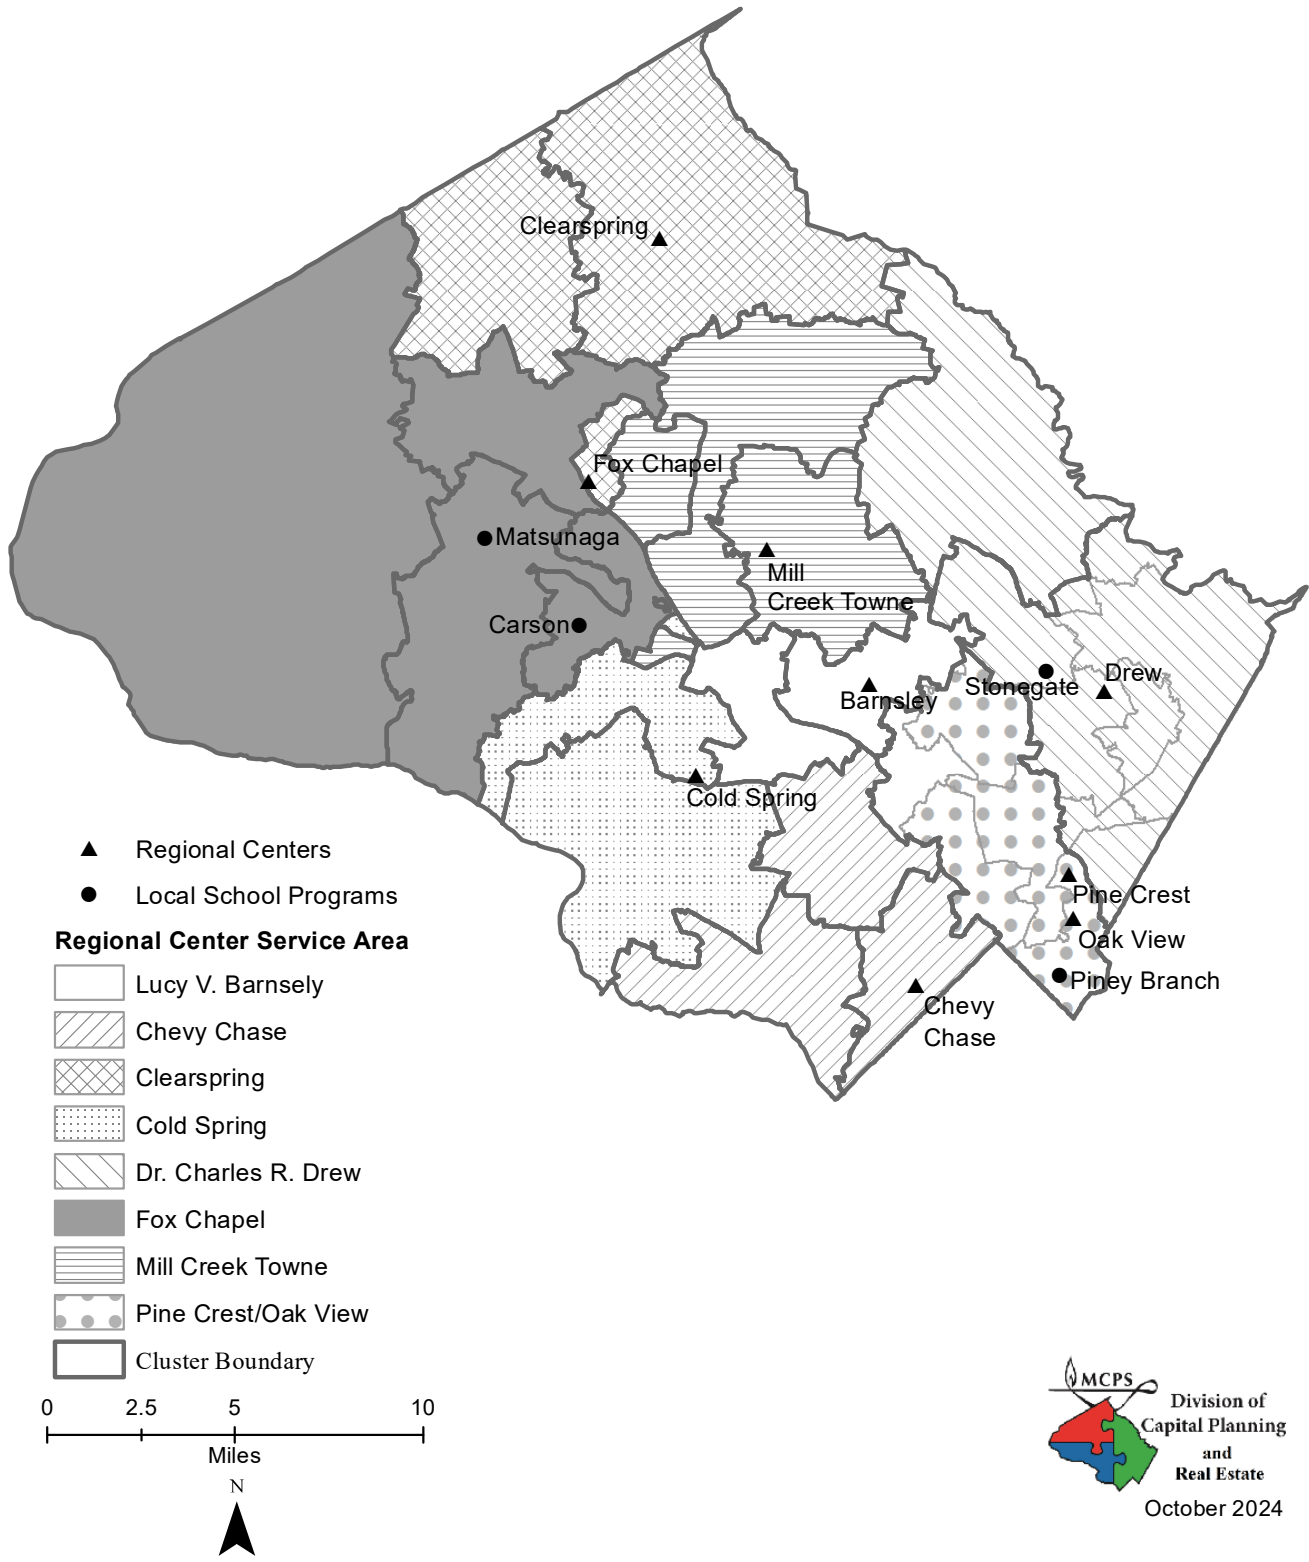 Clearspring
Fox Chapel
Matsunaga
Mill
Creek Towne
Carson
Barnsley
Stonegate
Drew
Cold Spring
Pine Crest
Oak View
Piney Branch
Chevy
Chase
Regional Centers
Local School Programs
Regional Center Service Area
Lucy V. Barnsely
Chevy Chase
Clearspring
Cold Spring
Dr. Charles R. Drew
Fox Chapel
Mill Creek Towne
Pine Crest/Oak View
Cluster Boundary
0 2.5 5 10
Miles
N
MCPS
Division of
Capital Planning
and
Real Estate
October 2024